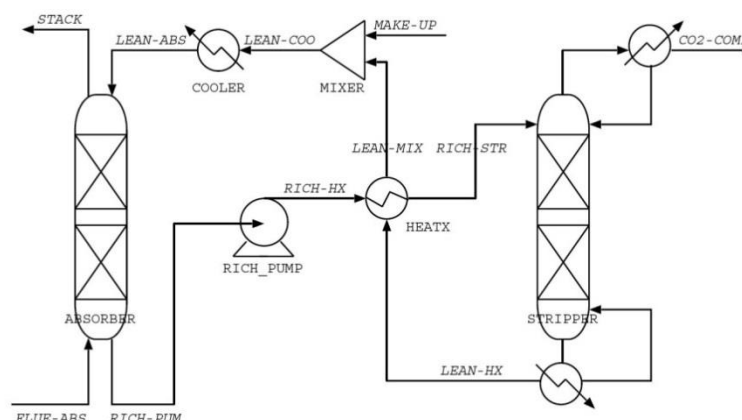 STACK
MAKE-UP
LEAN-ABS
LEAN-COO
CO2-COM
COOLER
MIXER
LEAN-MIX
RICH-STR
RICH-HX
HEATX
RICH_PUMP
ABSORBER
STRIPPER
LEAN-HX
FLUE-ABS
RICH-PUM